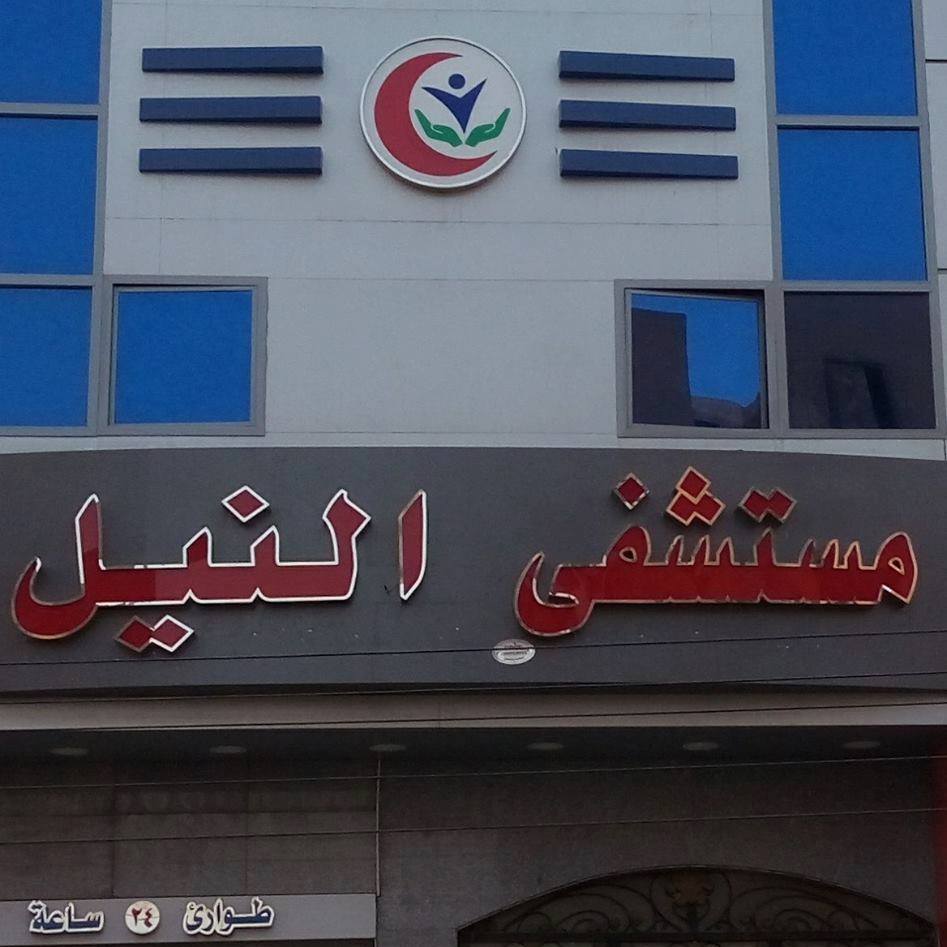 مستشفى النيل
طوارئ ٢٤ ساعة